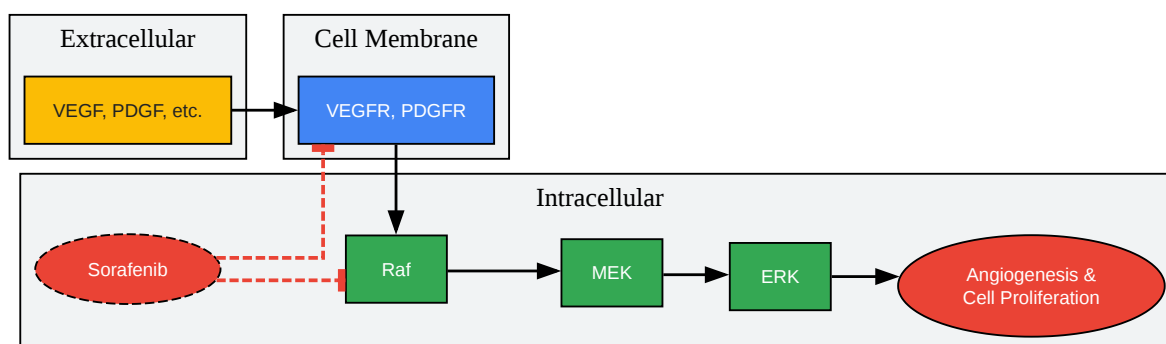 Extracellular
Cell Membrane
VEGF, PDGF, etc.
VEGFR, PDGFR
Intracellular
Sorafenib
Raf
MEK
ERK
Angiogenesis &
Cell Proliferation